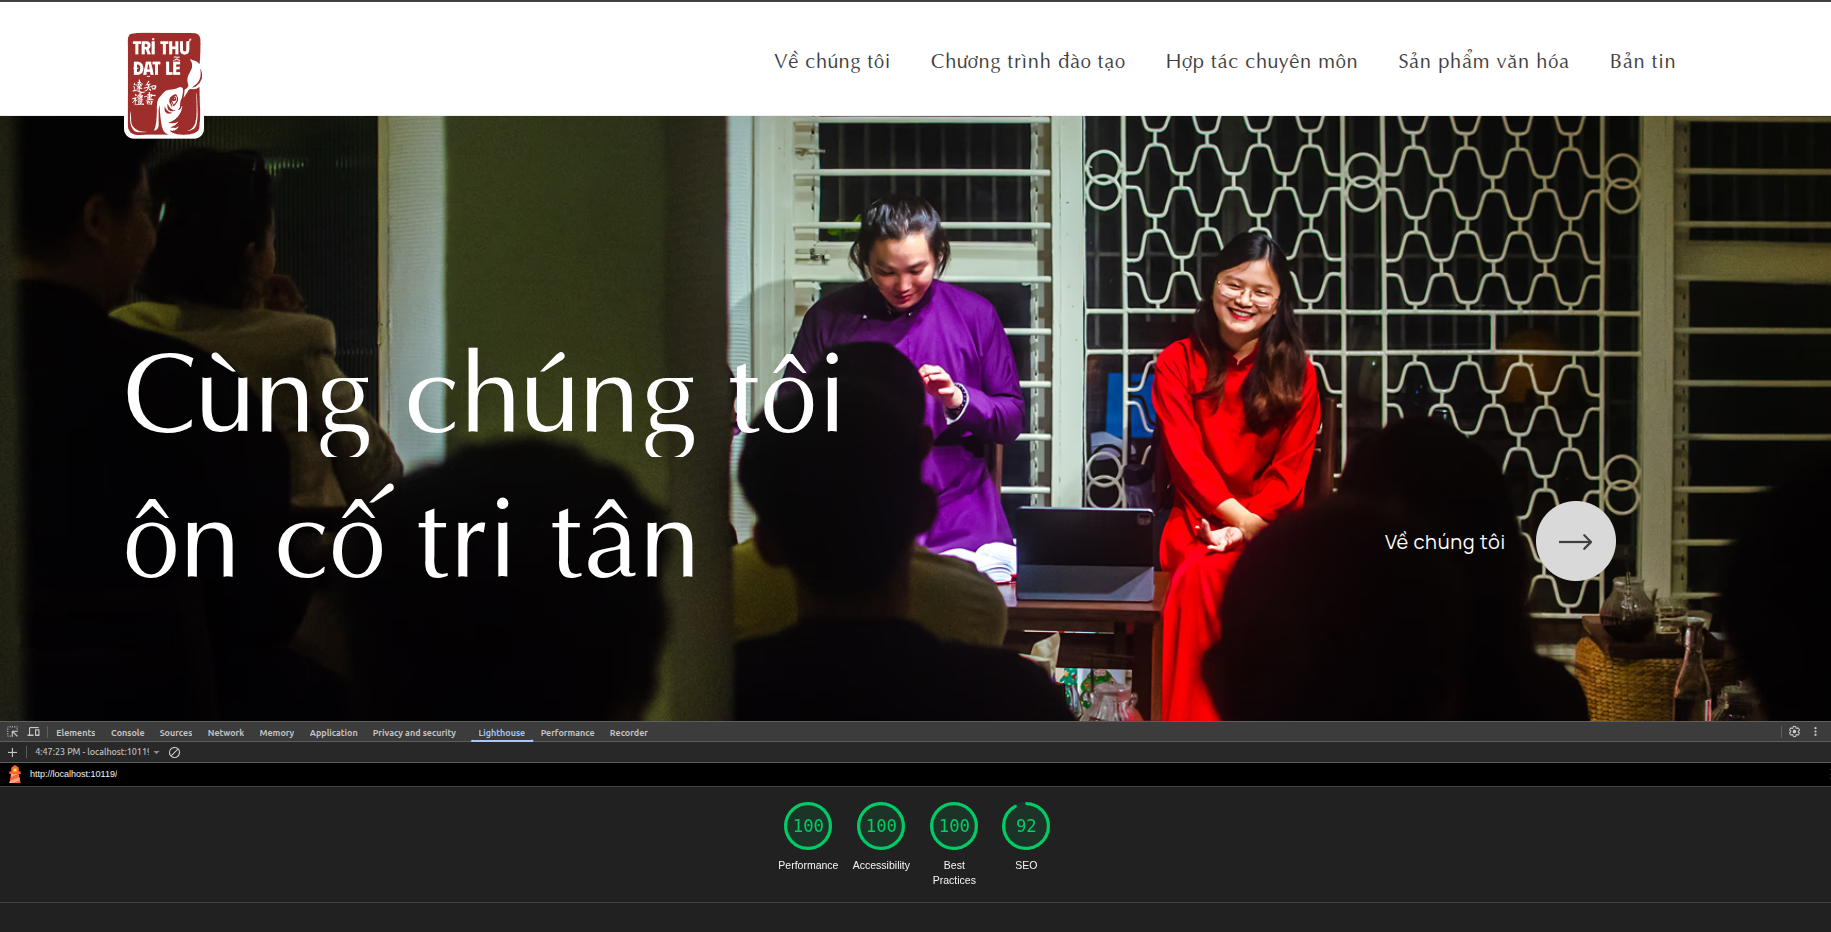 TRI THƯ
ĐẠT LỄ
達知
禮書
Về chúng tôi
Chương trình đào tạo
Hợp tác chuyên môn
Sản phẩm văn hóa
Bản tin
Cùng chúng tôi
ôn cố tri tân
Về chúng tôi
Elements
Console
Sources
Network
Memory
Application
Privacy and security
Lighthouse
Performance
Recorder
4:47:23 PM - localhost:1011!
http://localhost:10119/
100
100
100
92
Performance
Accessibility
Best
Practices
SEO